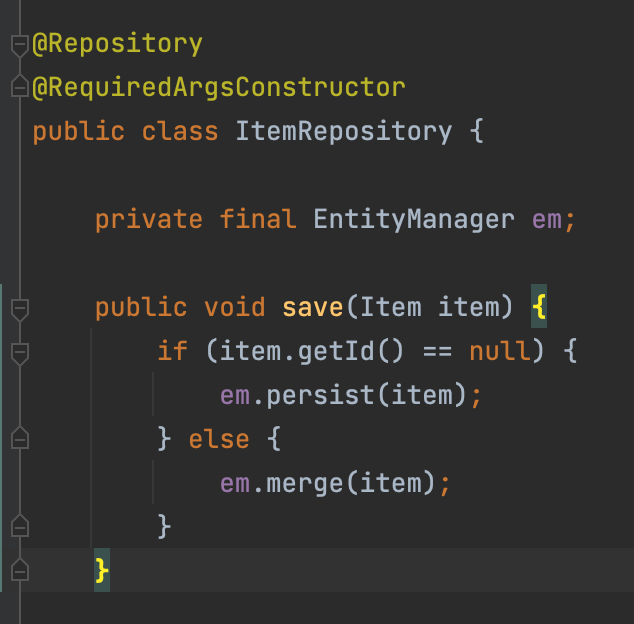 @Repository
@RequiredArgsConstructor
public class ItemRepository {
private final EntityManager em;
public void save(Item item) {
if (item.getId() == null) {
em.persist(item);
} else {
em.merge(item);
}
}